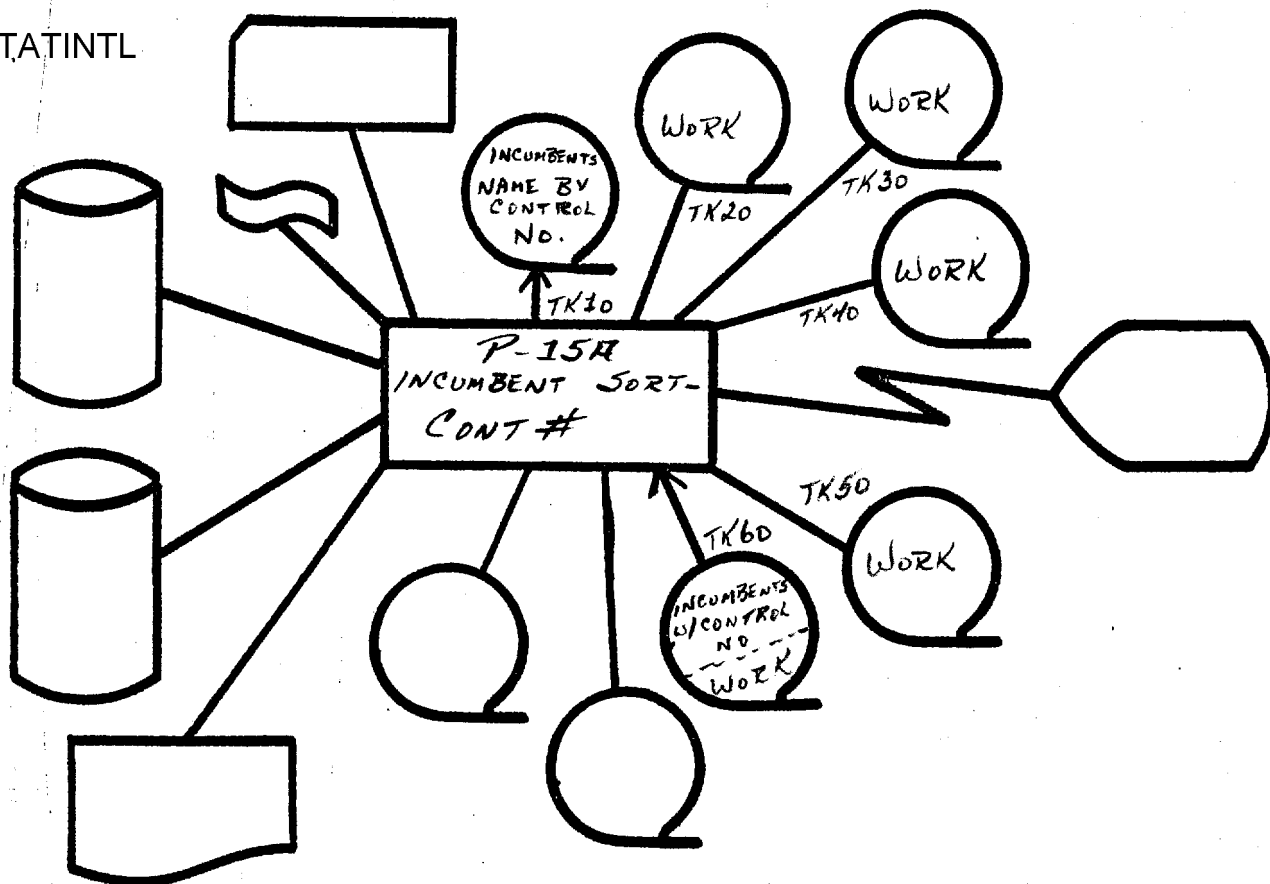 TATINTL
WORK
WORK
INCUMBENTS
NAME BY
CONTROL
NO.
TK30
TK20
WORK
TK10
TK40
P-15A
INCUMBENT SORT-
CONT #
TK50
TK60
WORK
INCUMBENTS
W/CONTROL
NO
WORK